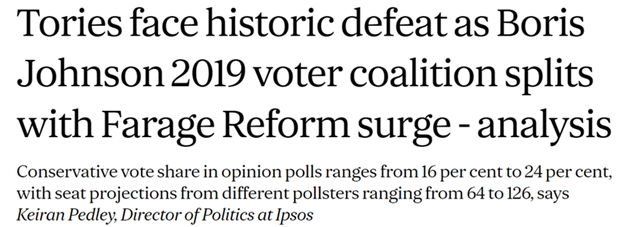 Tories face historic defeat as Boris
Johnson 2019 voter coalition splits
with Farage Reform surge - analysis
Conservative vote share in opinion polls ranges from 16 per cent to 24 per cent,
with seat projections from different pollsters ranging from 64 to 126, says
Keiran Pedley, Director of Politics at Ipsos